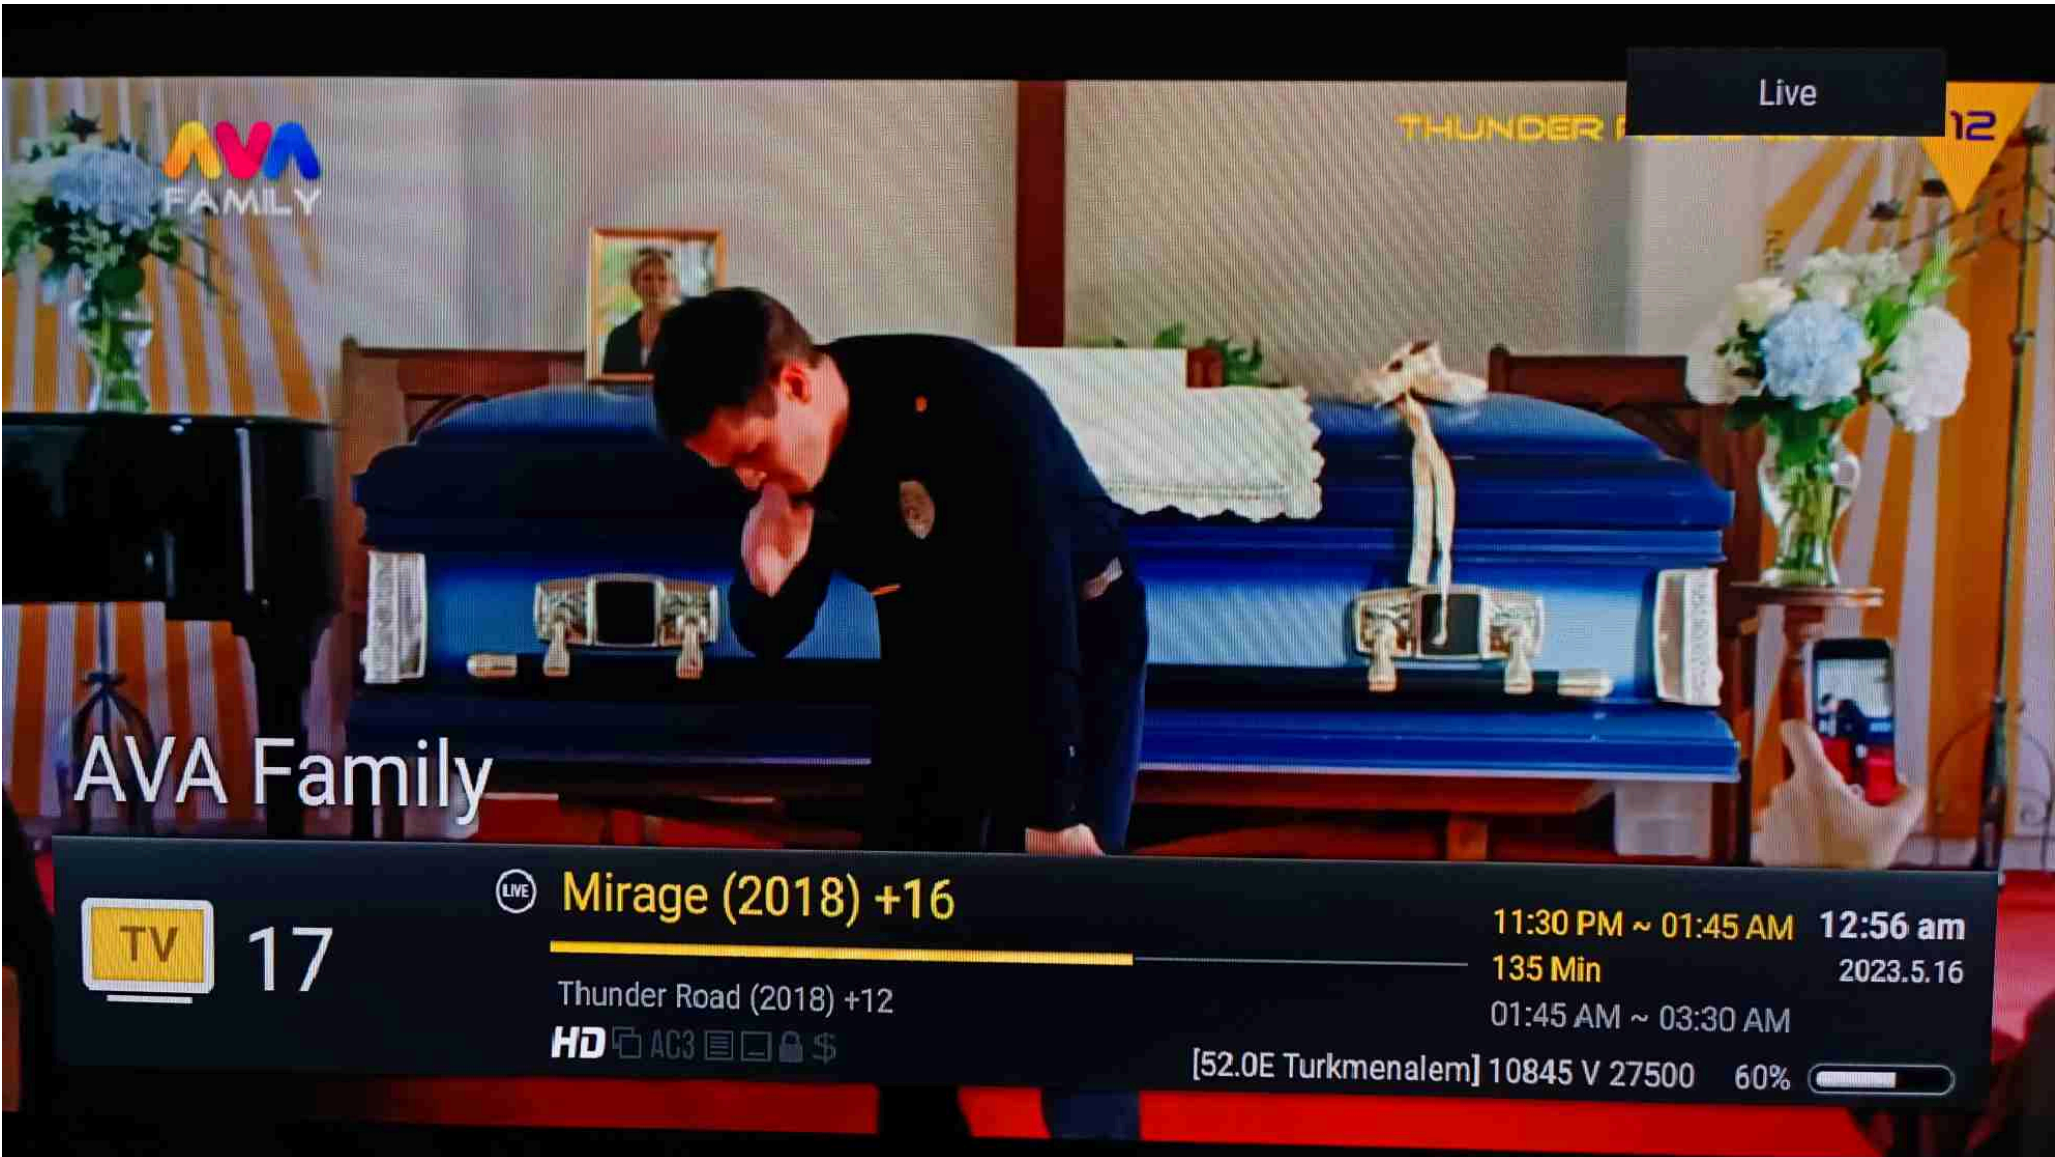 Live
THUNDER
12
AVA
FAMILY
AVA Family
LIVE
Mirage (2018) +16
11:30 PM ~ 01:45 AM
12:56 am
TV
17
135 Min
2023.5.16
Thunder Road (2018) +12
01:45 AM ~ 03:30 AM
HD AC3 $
[52.0E Turkmenalem] 10845 V 27500 60%